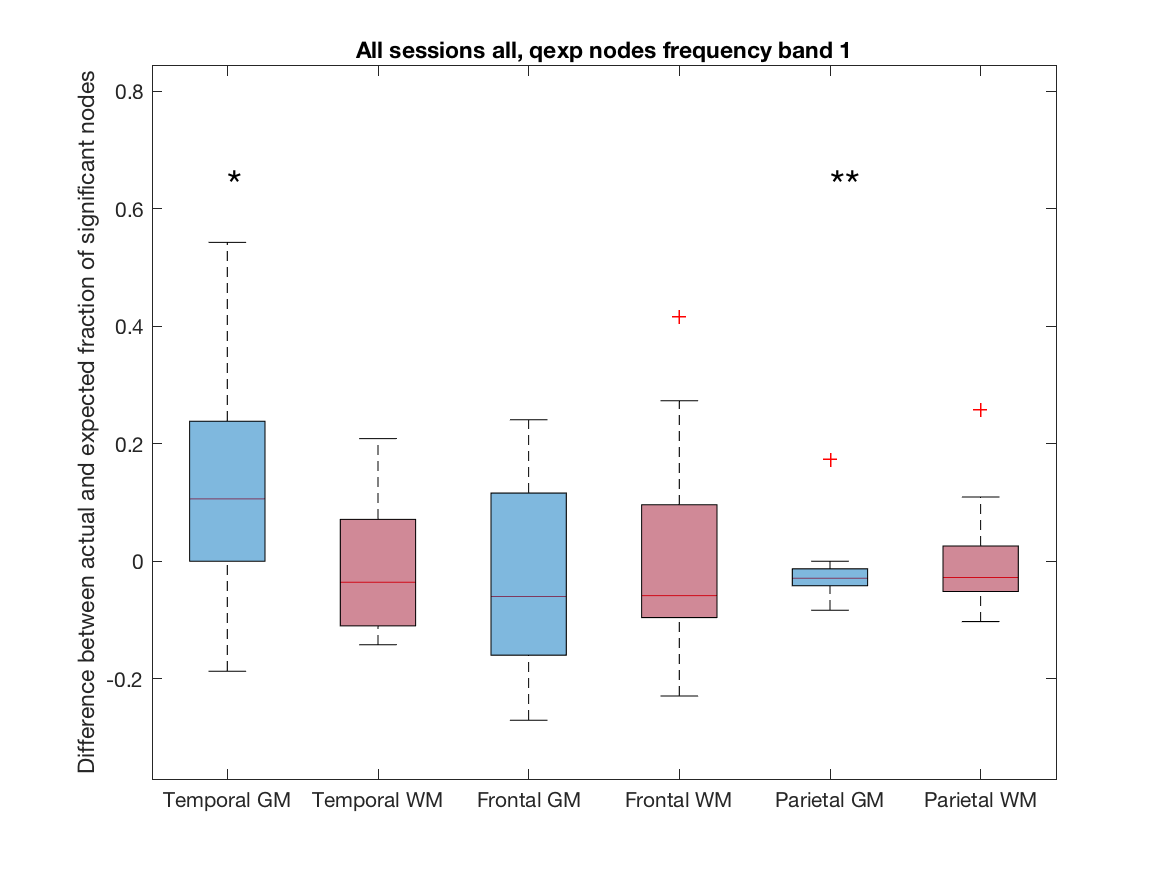 All sessions all, qexp nodes frequency band 1
Difference between actual and expected fraction of significant nodes
0.8
0.6
0.4
0.2
0
-0.2
*
**
Temporal GM
Temporal WM
Frontal GM
Frontal WM
Parietal GM
Parietal WM